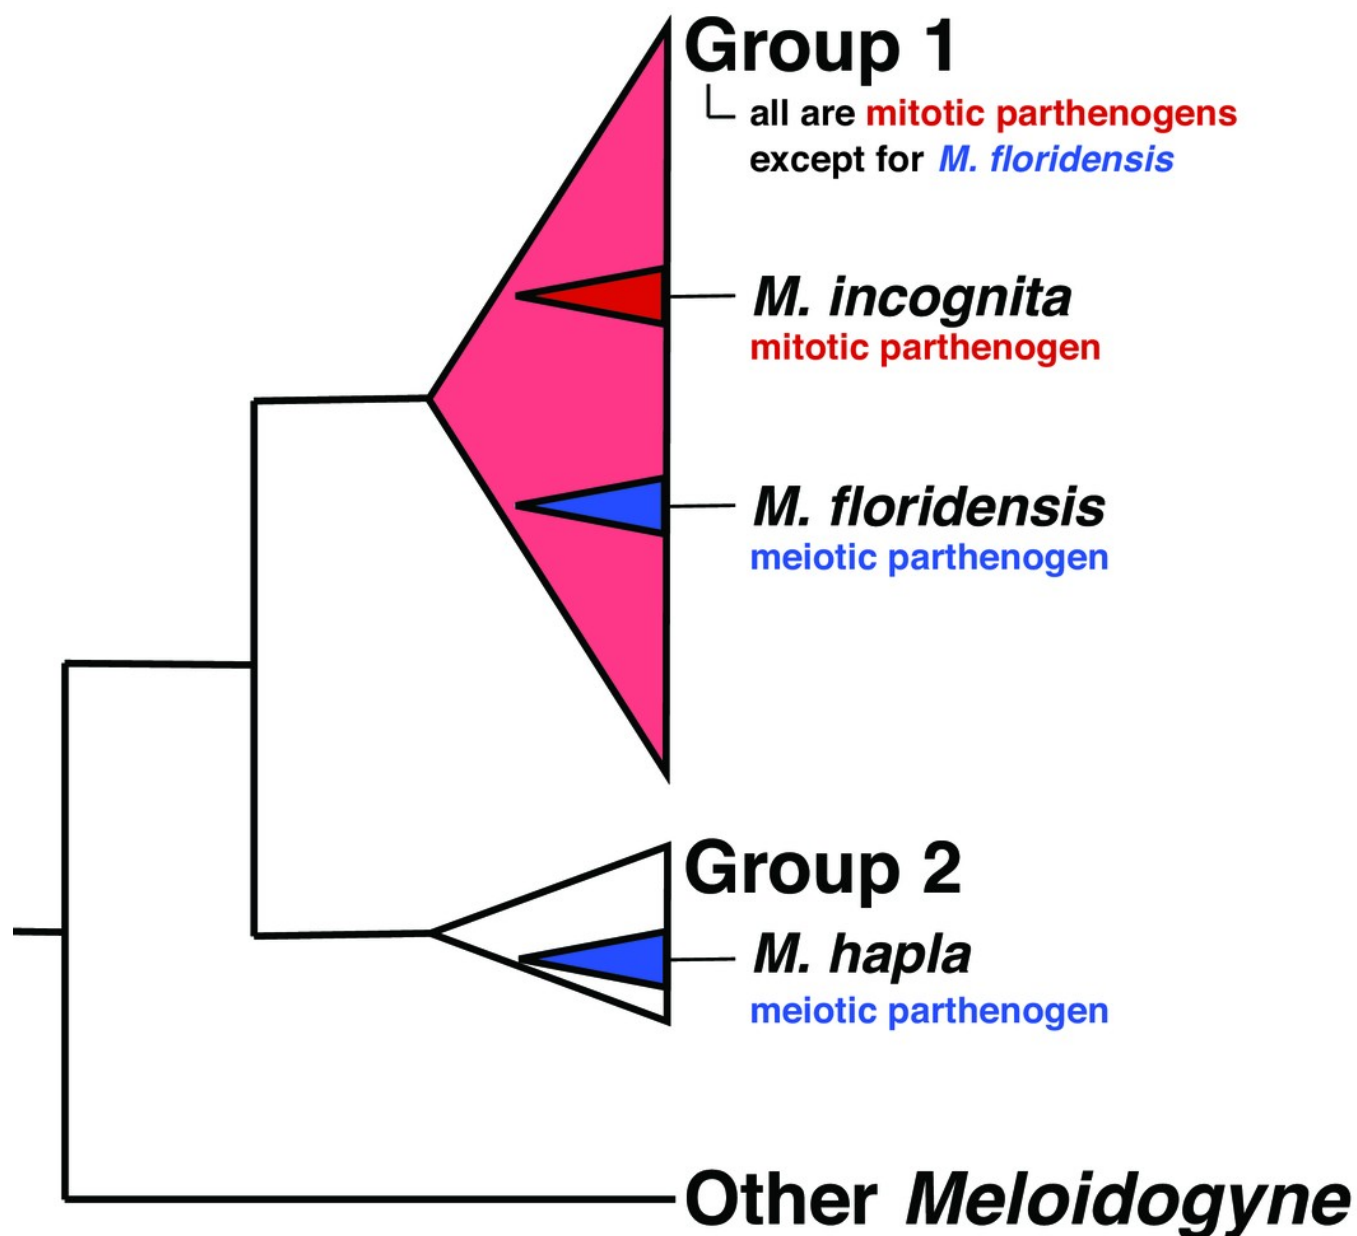 Group 1
all are mitotic parthenogens
except for M. floridensis
M. incognita
mitotic parthenogen
M. floridensis
meiotic parthenogen
Group 2
M. hapla
meiotic parthenogen
Other Meloidogyne